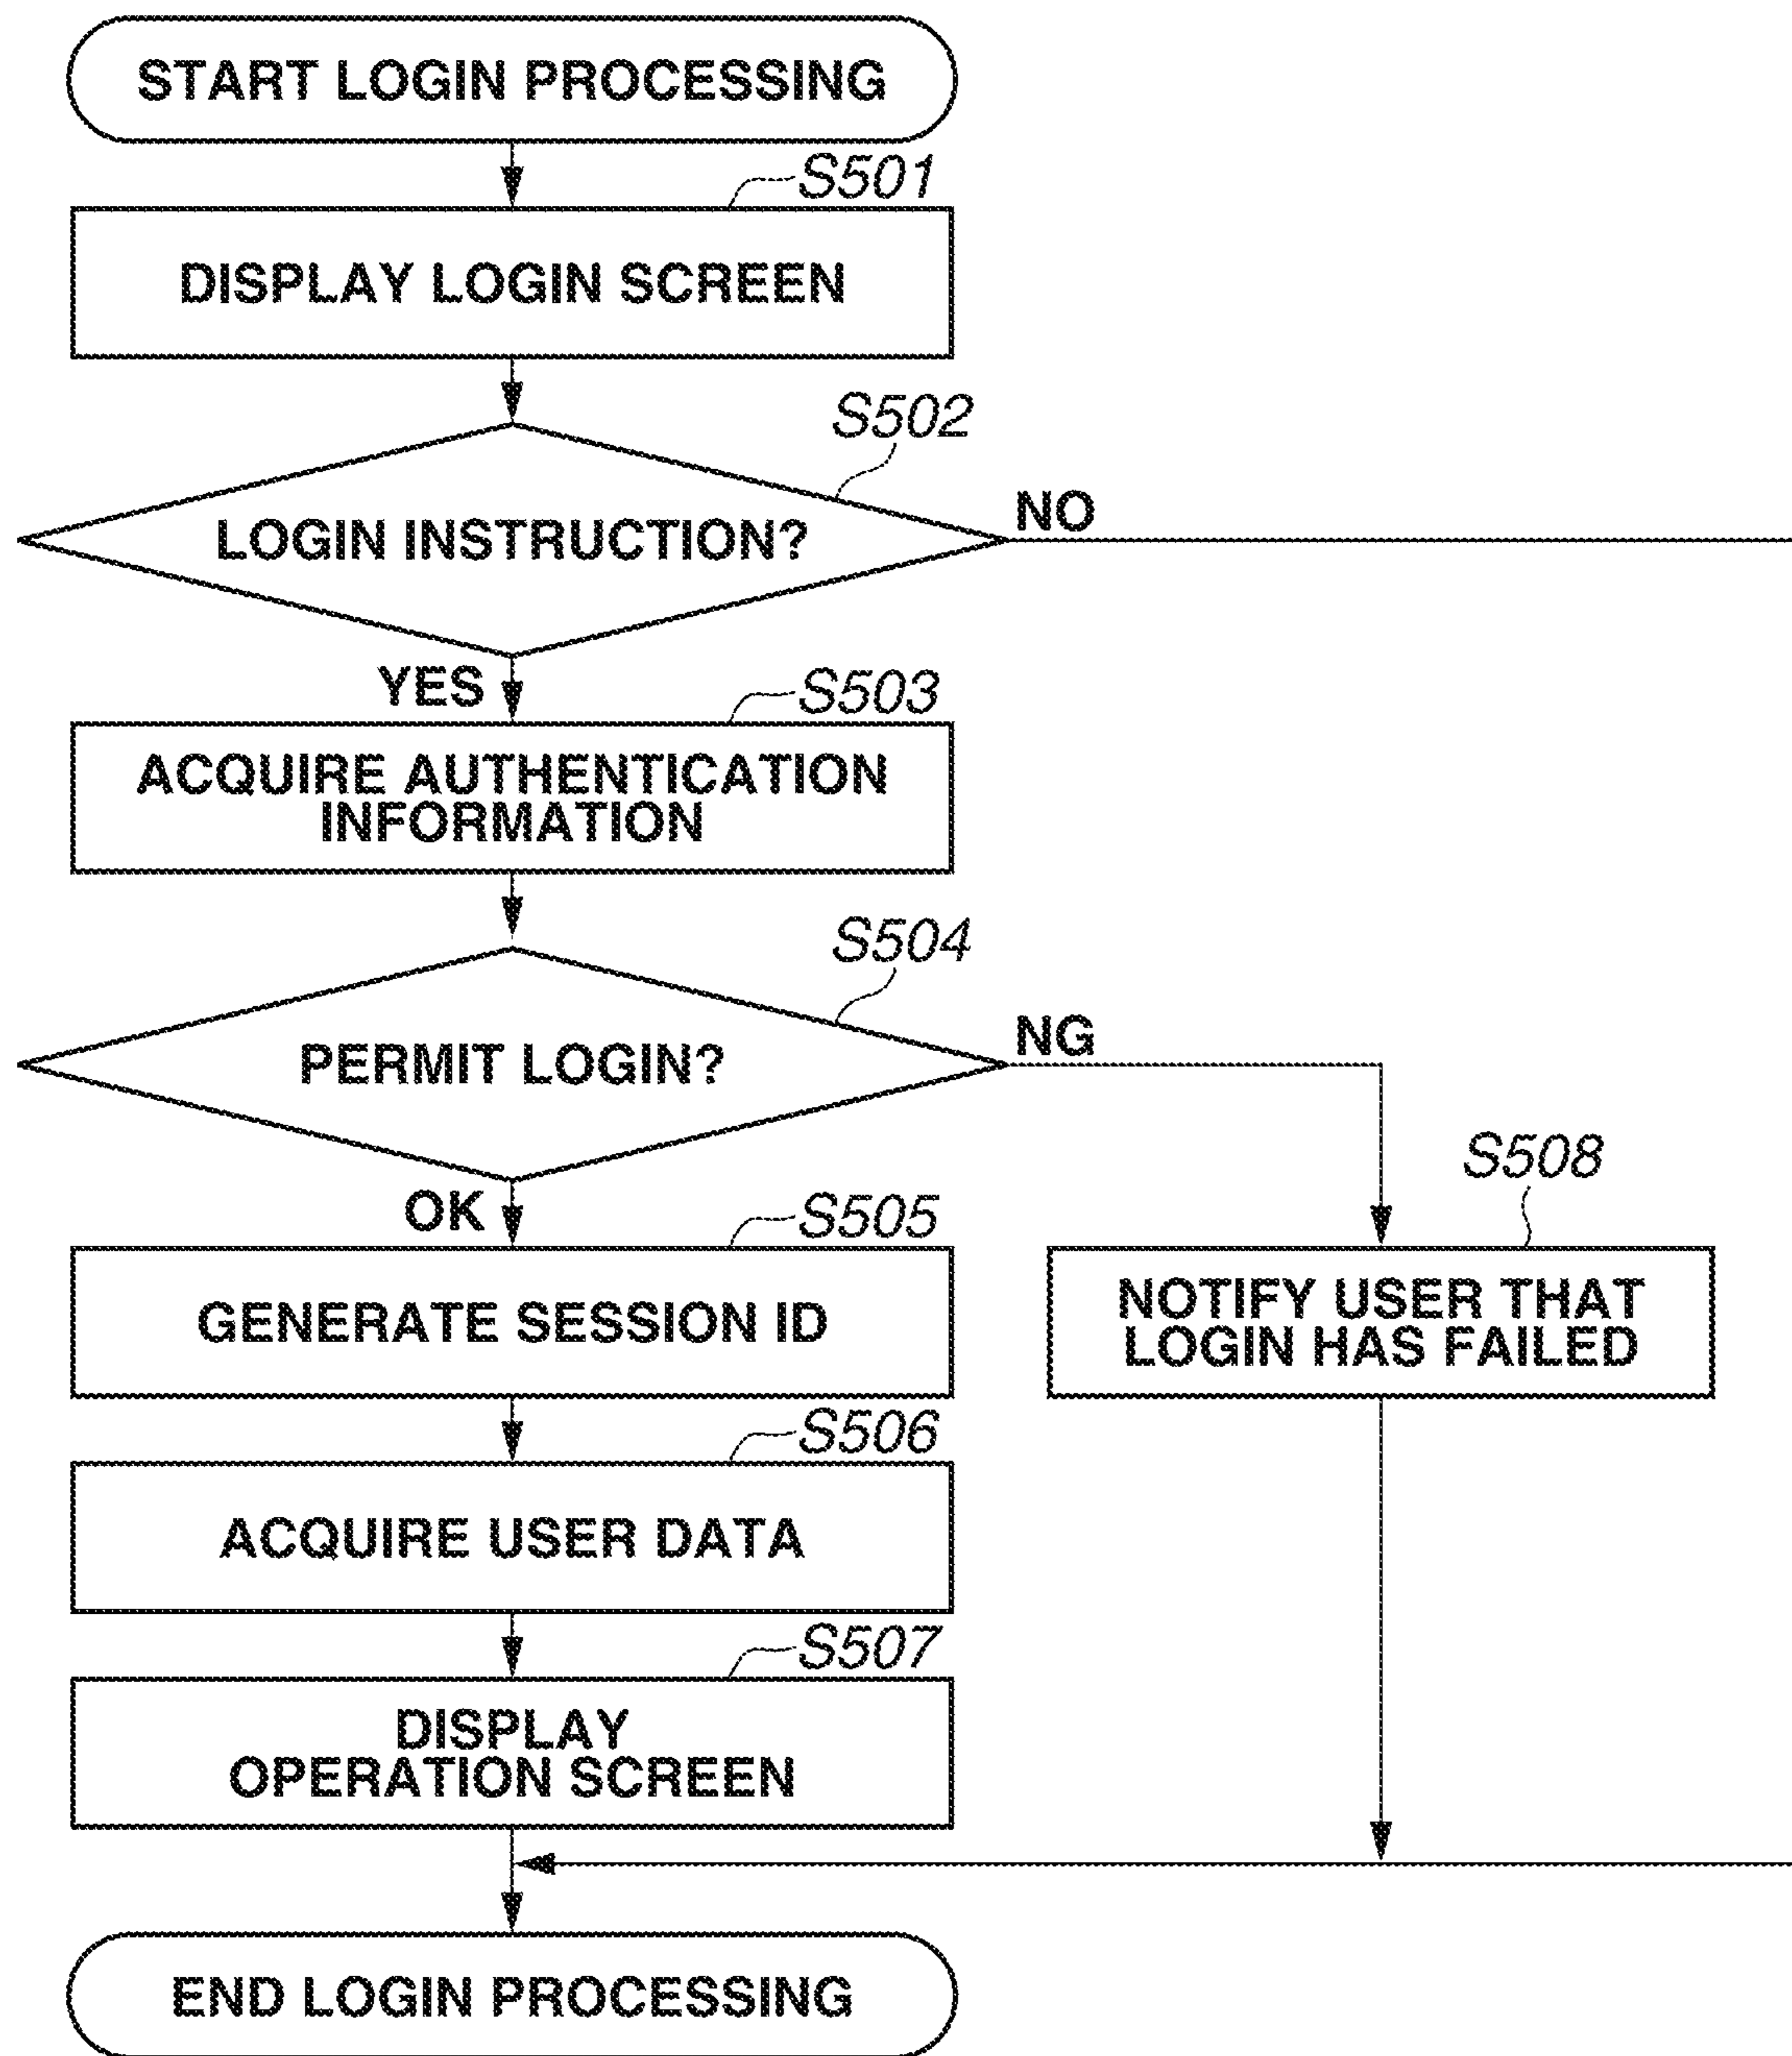 START LOGIN PROCESSING
S501
DISPLAY LOGIN SCREEN
S502
LOGIN INSTRUCTION?
NO
YES
S503
ACQUIRE AUTHENTICATION
INFORMATION
S504
PERMIT LOGIN?
NG
OK
S505
GENERATE SESSION ID
S508
NOTIFY USER THAT
LOGIN HAS FAILED
S506
ACQUIRE USER DATA
S507
DISPLAY
OPERATION SCREEN
END LOGIN PROCESSING